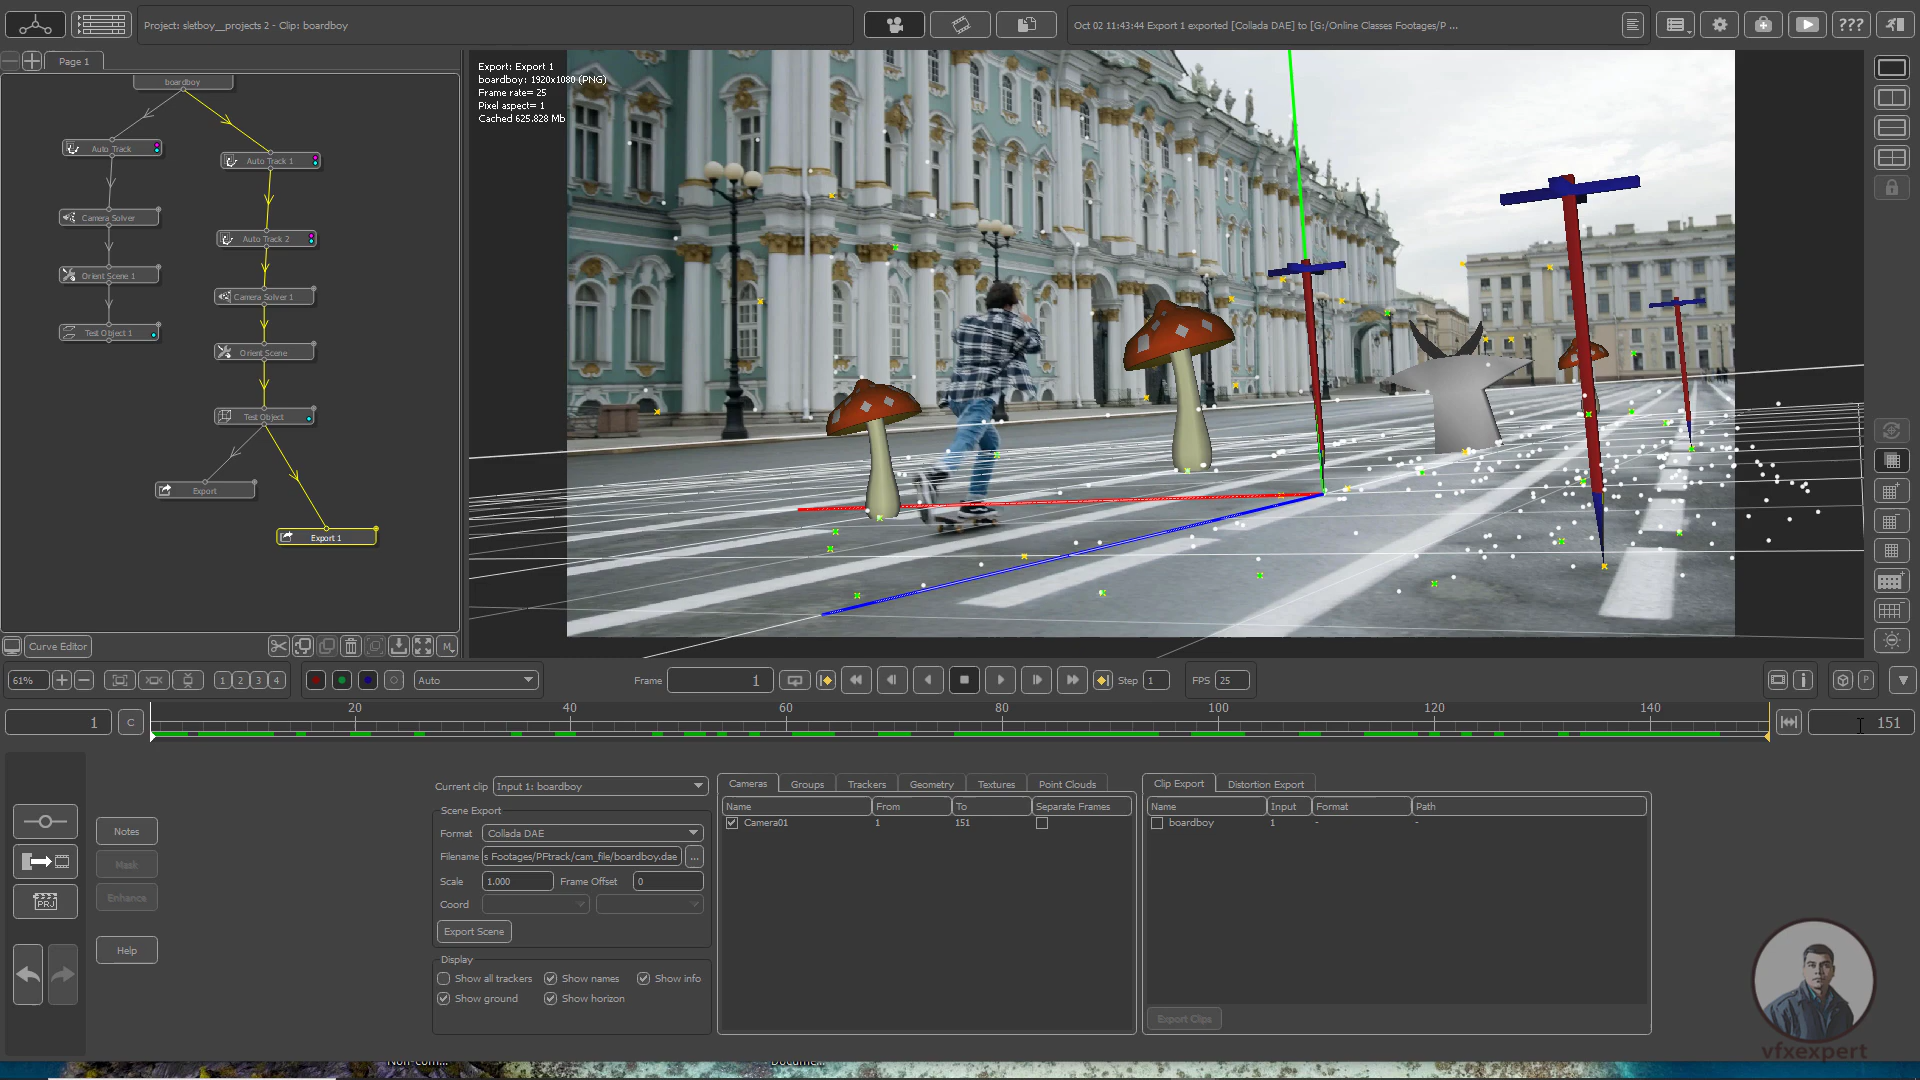 Project: sletboy__projects 2 - Clip: boardboy
Oct 02 11:43:44 Export 1 exported [Collada DAE] to [G:/Online Classes Footages/P ...
???
Page 1
boardboy
Auto Track
Auto Track 1
Camera Solver
Auto Track 2
Orient Scene 1
Camera Solver 1
Test Object 1
Orient Scene
Test Object
Export
Export 1
Export: Export 1
boardboy: 1920x1080 (PNG)
Frame rate= 25
Pixel aspect= 1
Cached 625.828 Mb
Curve Editor
M
61%
1
2
3
4
Auto
Frame
1
Step
1
FPS
25
P
1
C
20
40
60
80
100
120
140
151
PRJ
Notes
Mask
Enhance
Help
Current clip
Input 1: boardboy
Scene Export
Format
Collada DAE
Filename
s Footages/PFtrack/cam_file/boardboy.dae
...
Scale
1.000
Frame Offset
0
Coord
Export Scene
Display
Show all trackers
Show names
Show info
Show ground
Show horizon
Cameras
Groups
Trackers
Geometry
Textures
Point Clouds
Name
From
To
Separate Frames
Camera01
1
151
Clip Export
Distortion Export
Name
Input
Format
Path
boardboy
1
-
-
Export Clips
vfxexpert